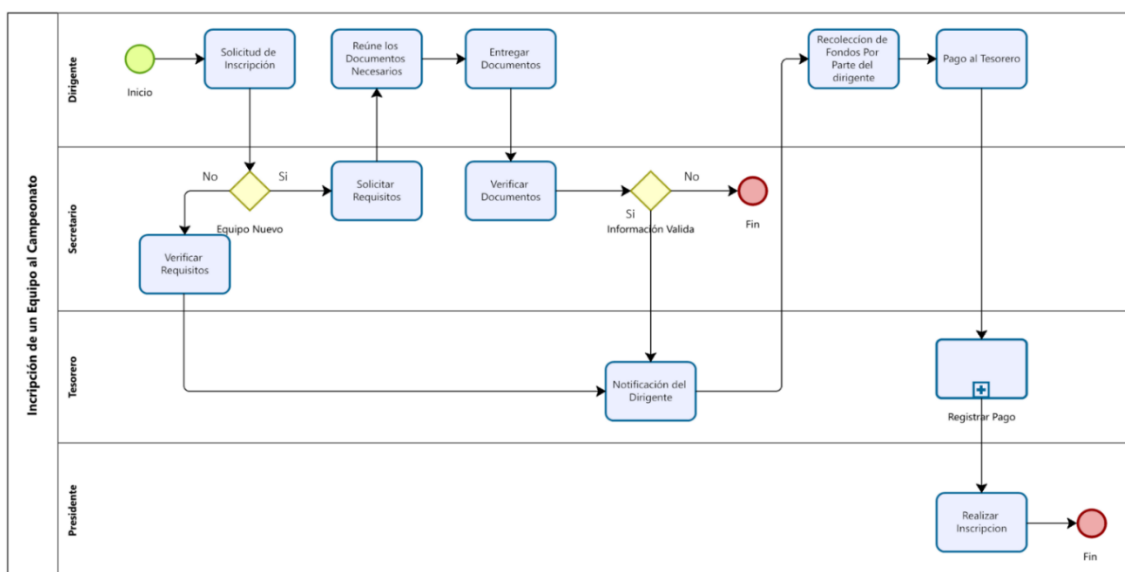 Incripción de un Equipo al Campeonato
Dirigente
Inicio
Solicitud de
Inscripción
Reúne los
Documentos
Necesarios
Entregar
Documentos
Recoleccion de
Fondos Por
Parte del
dirigente
Pago al Tesorero
Secretario
No
Si
Equipo Nuevo
Verificar
Requisitos
Solicitar
Requisitos
Verificar
Documentos
No
Si
Información Valida
Fin
Tesorero
Notificación del
Dirigente
Registrar Pago
Presidente
Realizar
Inscripcion
Fin